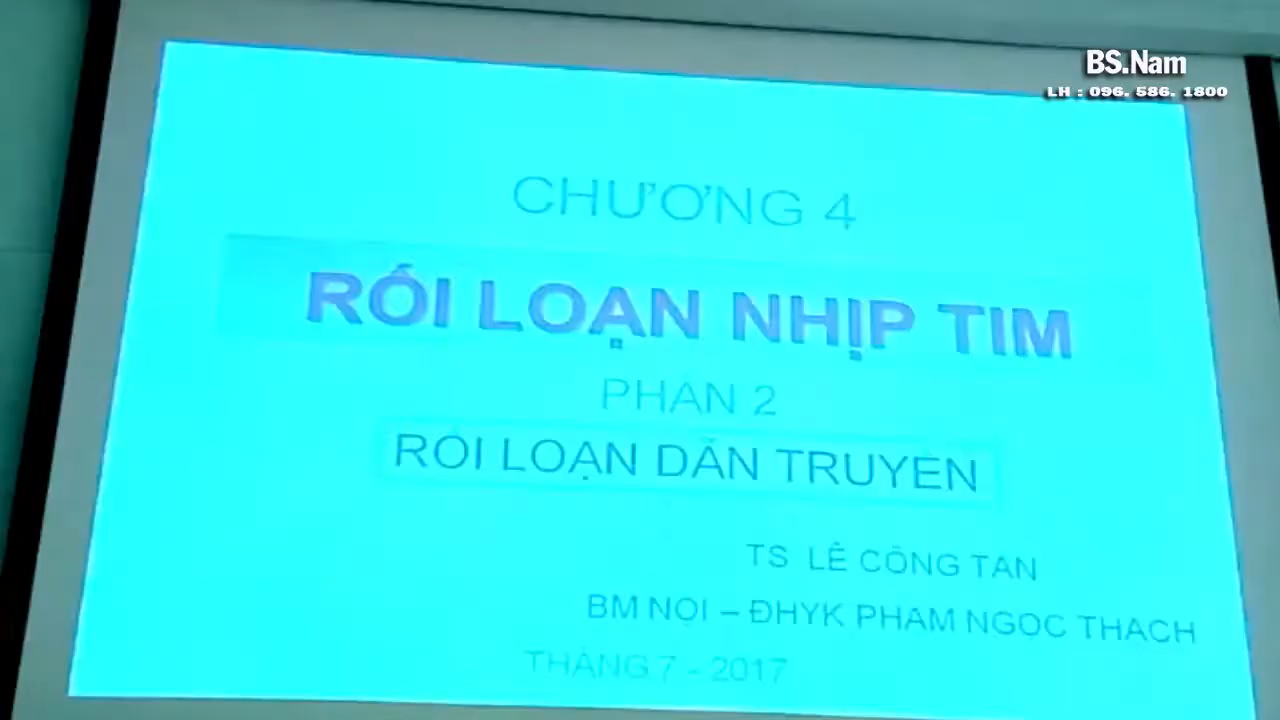 BS.Nam
LH : 096. 586. 1800
CHƯƠNG 4
RỐI LOẠN NHỊP TIM
PHẦN 2
RỐI LOẠN DẪN TRUYỀN
TS LÊ CÔNG TẤN
BM NỘI – ĐHYK PHẠM NGỌC THẠCH
THÁNG 7 - 2017